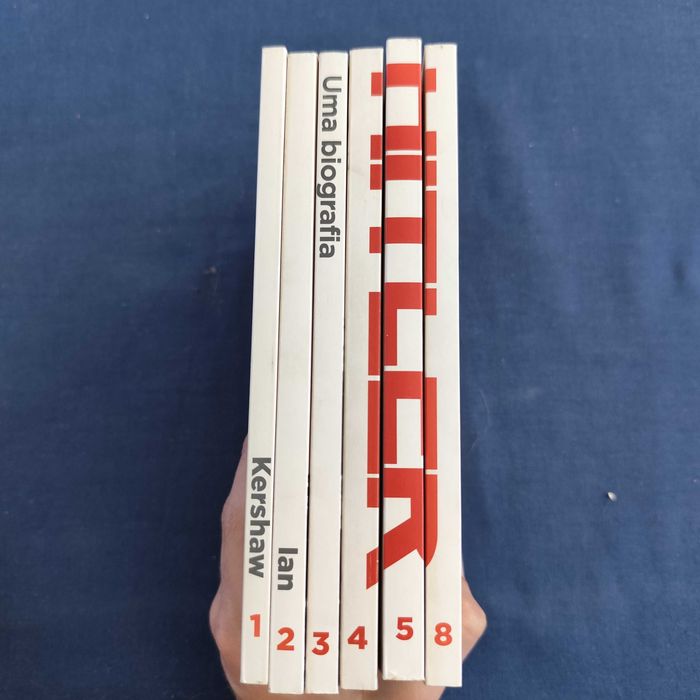 Kershaw
Ian
Uma biografia
HITLER
1 2 3 4 5 8